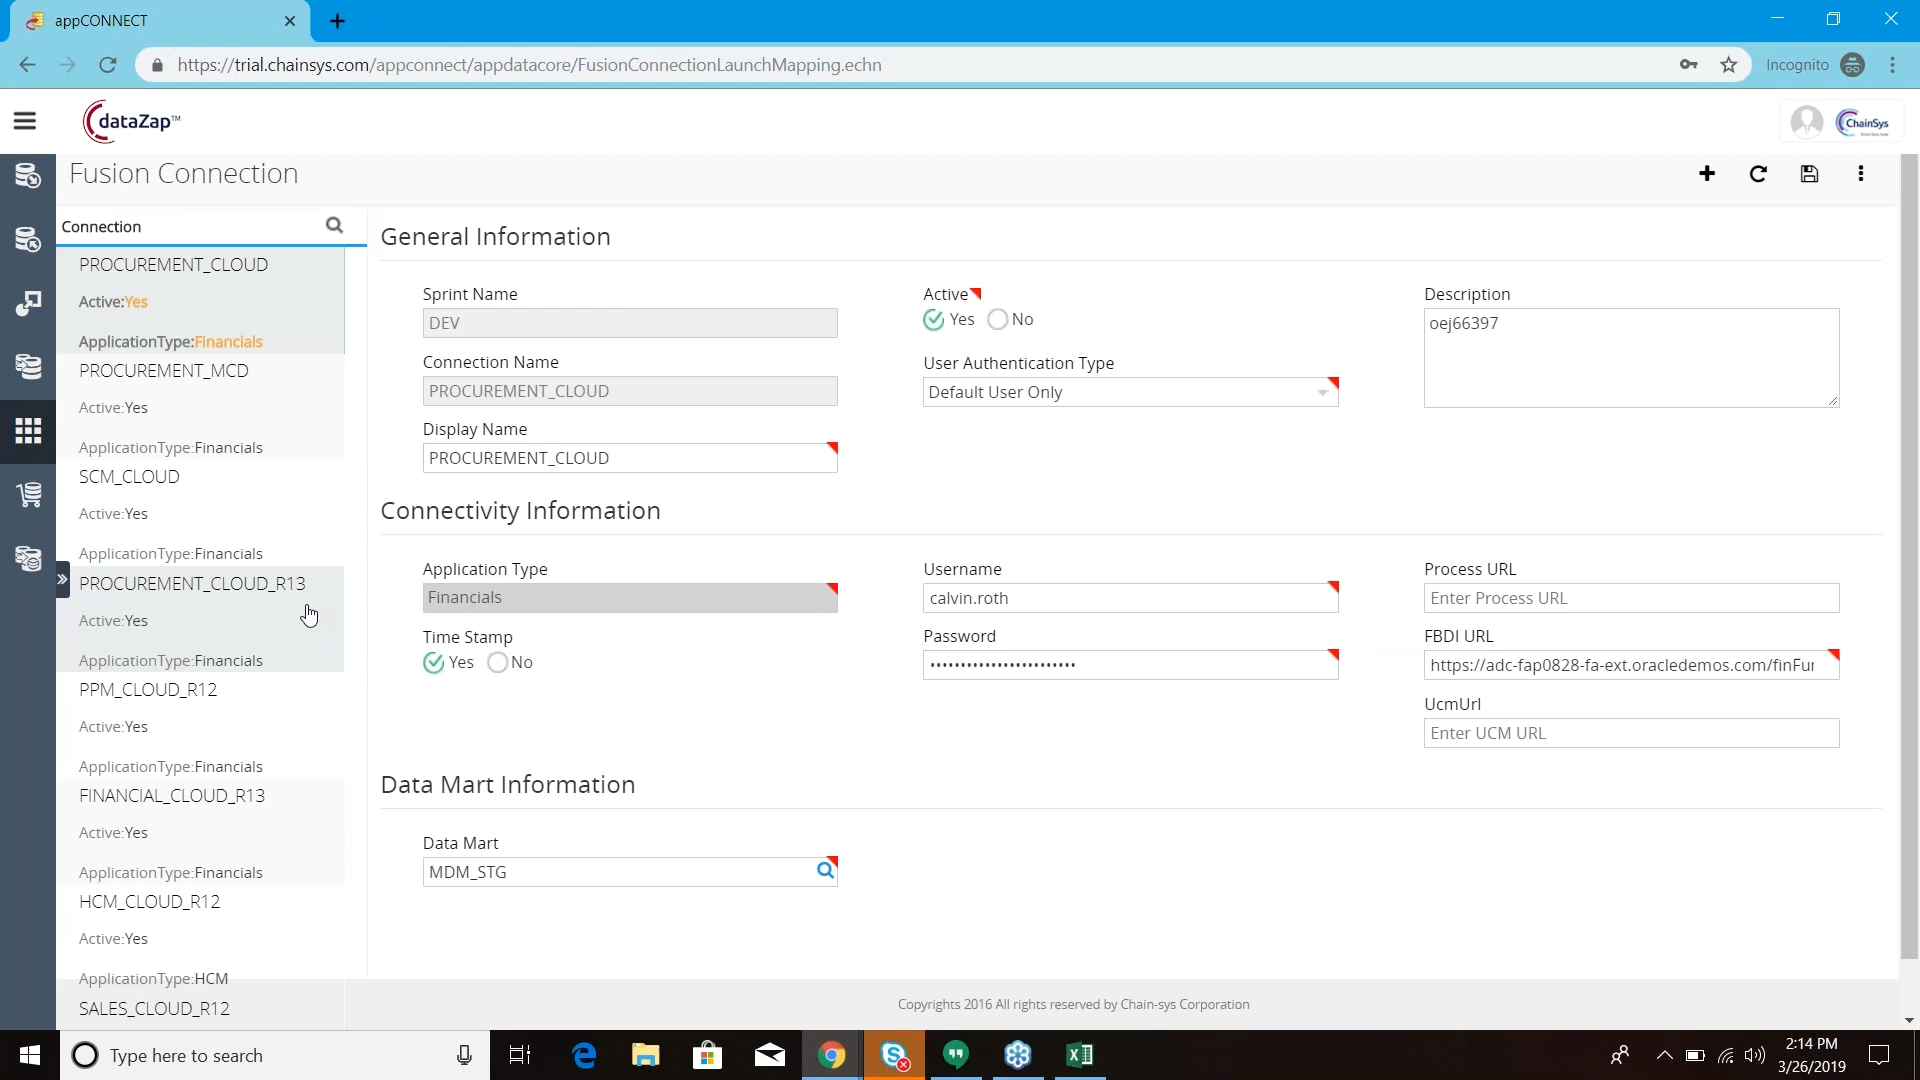 appCONNECT
https://trial.chainsys.com/appconnect/appdatacore/FusionConnectionLaunchMapping.echn
Incognito
dataZap™
ChainSys
Fusion Connection
Connection
PROCUREMENT_CLOUD
Active:Yes
ApplicationType:Financials
PROCUREMENT_MCD
Active:Yes
ApplicationType:Financials
SCM_CLOUD
Active:Yes
ApplicationType:Financials
PROCUREMENT_CLOUD_R13
Active:Yes
ApplicationType:Financials
PPM_CLOUD_R12
Active:Yes
ApplicationType:Financials
FINANCIAL_CLOUD_R13
Active:Yes
ApplicationType:Financials
HCM_CLOUD_R12
Active:Yes
ApplicationType:HCM
SALES_CLOUD_R12
General Information
Sprint Name
DEV
Connection Name
PROCUREMENT_CLOUD
Display Name
PROCUREMENT_CLOUD
Active
Yes No
User Authentication Type
Default User Only
Description
oej66397
Connectivity Information
Application Type
Financials
Time Stamp
Yes No
Username
calvin.roth
Password
Process URL
Enter Process URL
FBDI URL
https://adc-fap0828-fa-ext.oracledemos.com/finFur
UcmUrl
Enter UCM URL
Data Mart Information
Data Mart
MDM_STG
Copyrights 2016 All rights reserved by Chain-sys Corporation
Type here to search
2:14 PM
3/26/2019